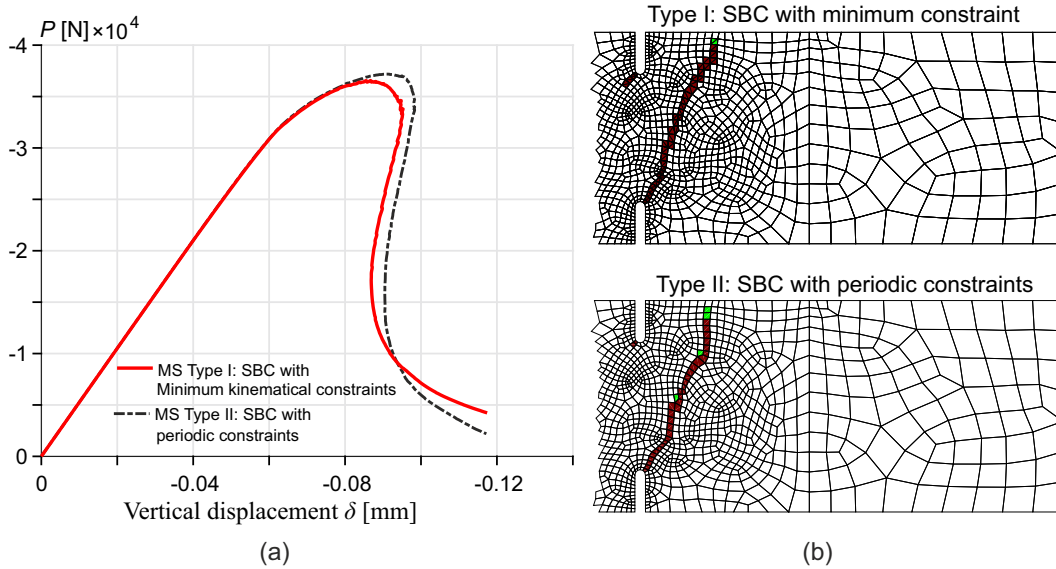 P [N]×10⁴
-4
-3
-2
-1
0
0
-0.04
-0.08
-0.12
MS Type I: SBC with
Minimum kinematical constraints
MS Type II: SBC with
periodic constraints
Vertical displacement δ [mm]
(a)
Type I: SBC with minimum constraint
Type II: SBC with periodic constraints
(b)